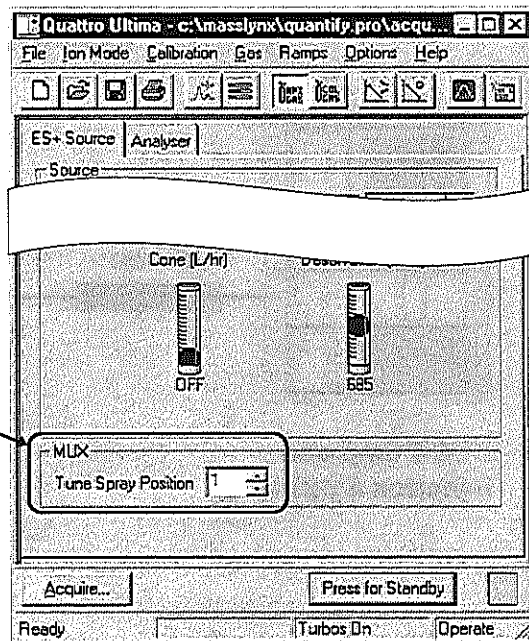 Quattro Ultima - c:\masslynx\quantify.pro\acqu...
File Ion Mode Calibration Gas Ramps Options Help
ES+ Source Analyser
Source
Cone (L/hr)
OFF 685
MUX
Tune Spray Position 1
Acquire... Press for Standby
Ready Turbos On Operate